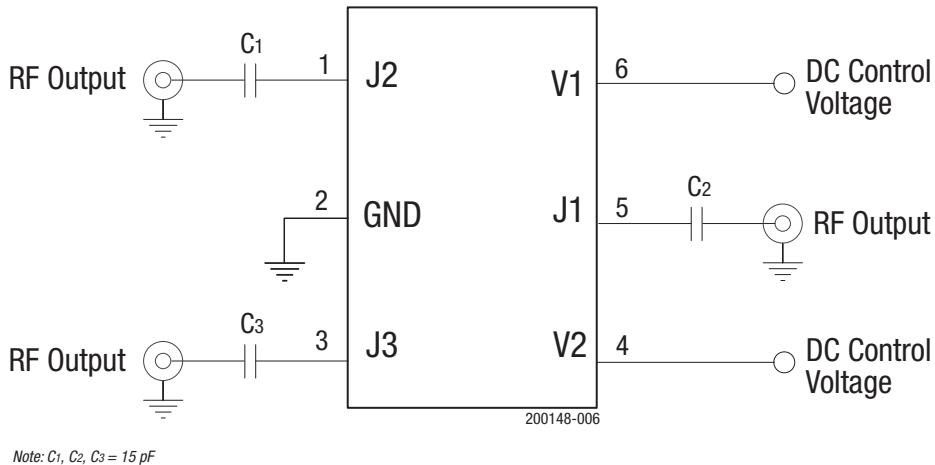 C1
RF Output
1
J2
V1
6
DC Control
Voltage
2
GND
J1
5
C2
RF Output
C3
RF Output
3
J3
V2
4
DC Control
Voltage
200148-006
Note: C1, C2, C3 = 15 pF